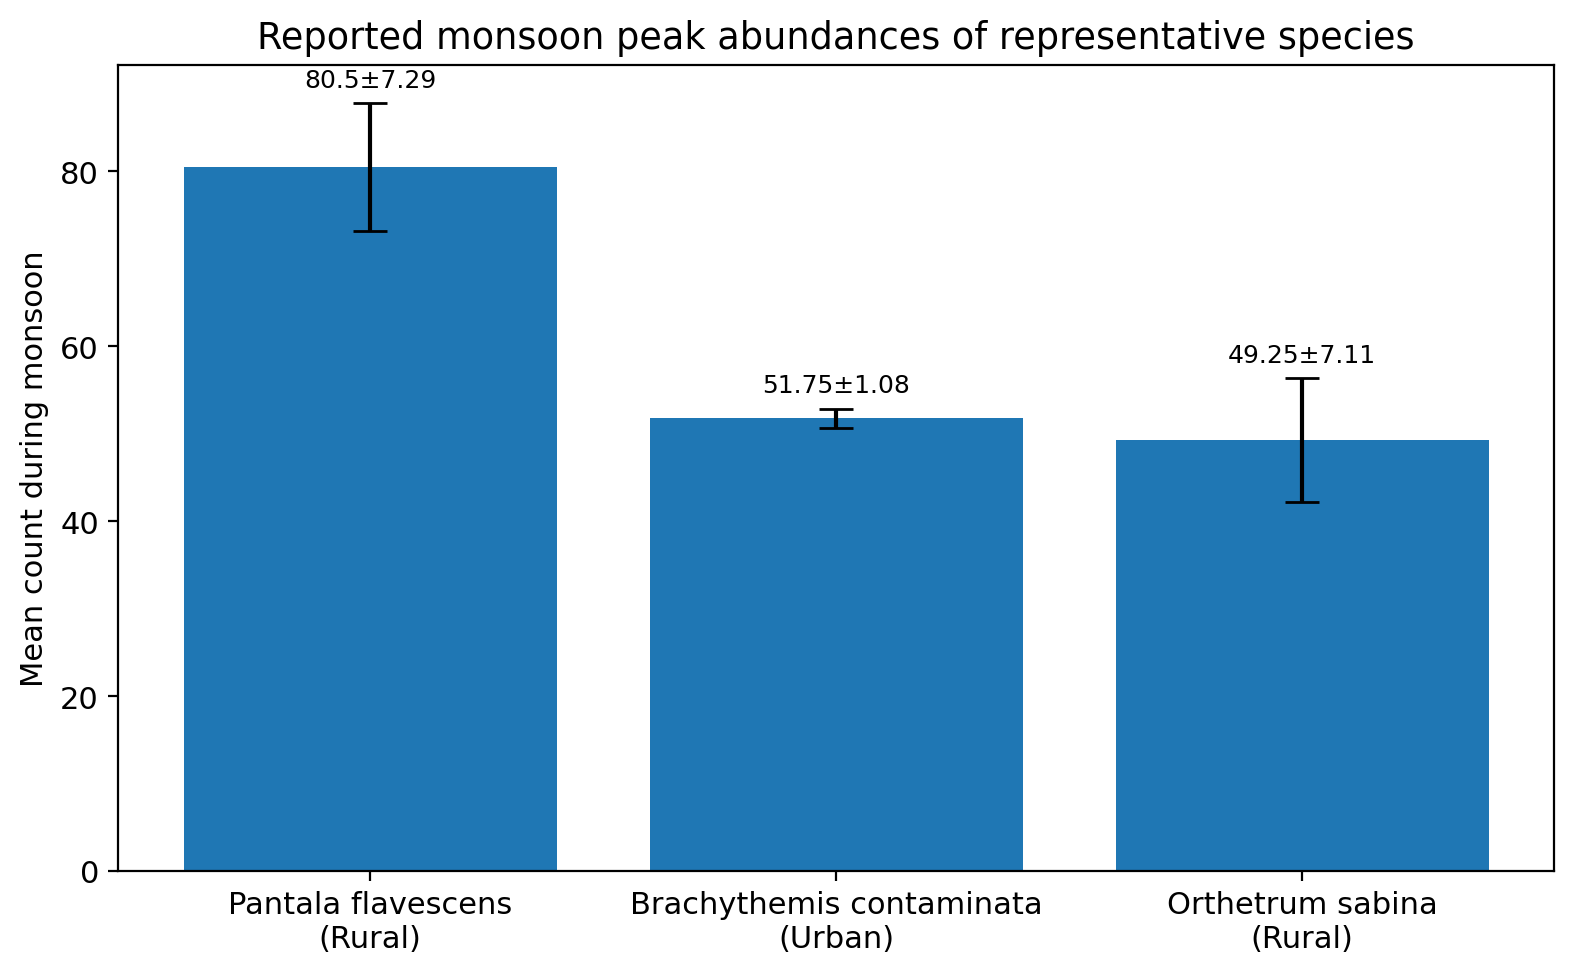 Reported monsoon peak abundances of representative species
80.5±7.29
51.75±1.08
49.25±7.11
Mean count during monsoon
80
60
40
20
0
Pantala flavescens
(Rural)
Brachythemis contaminata
(Urban)
Orthetrum sabina
(Rural)